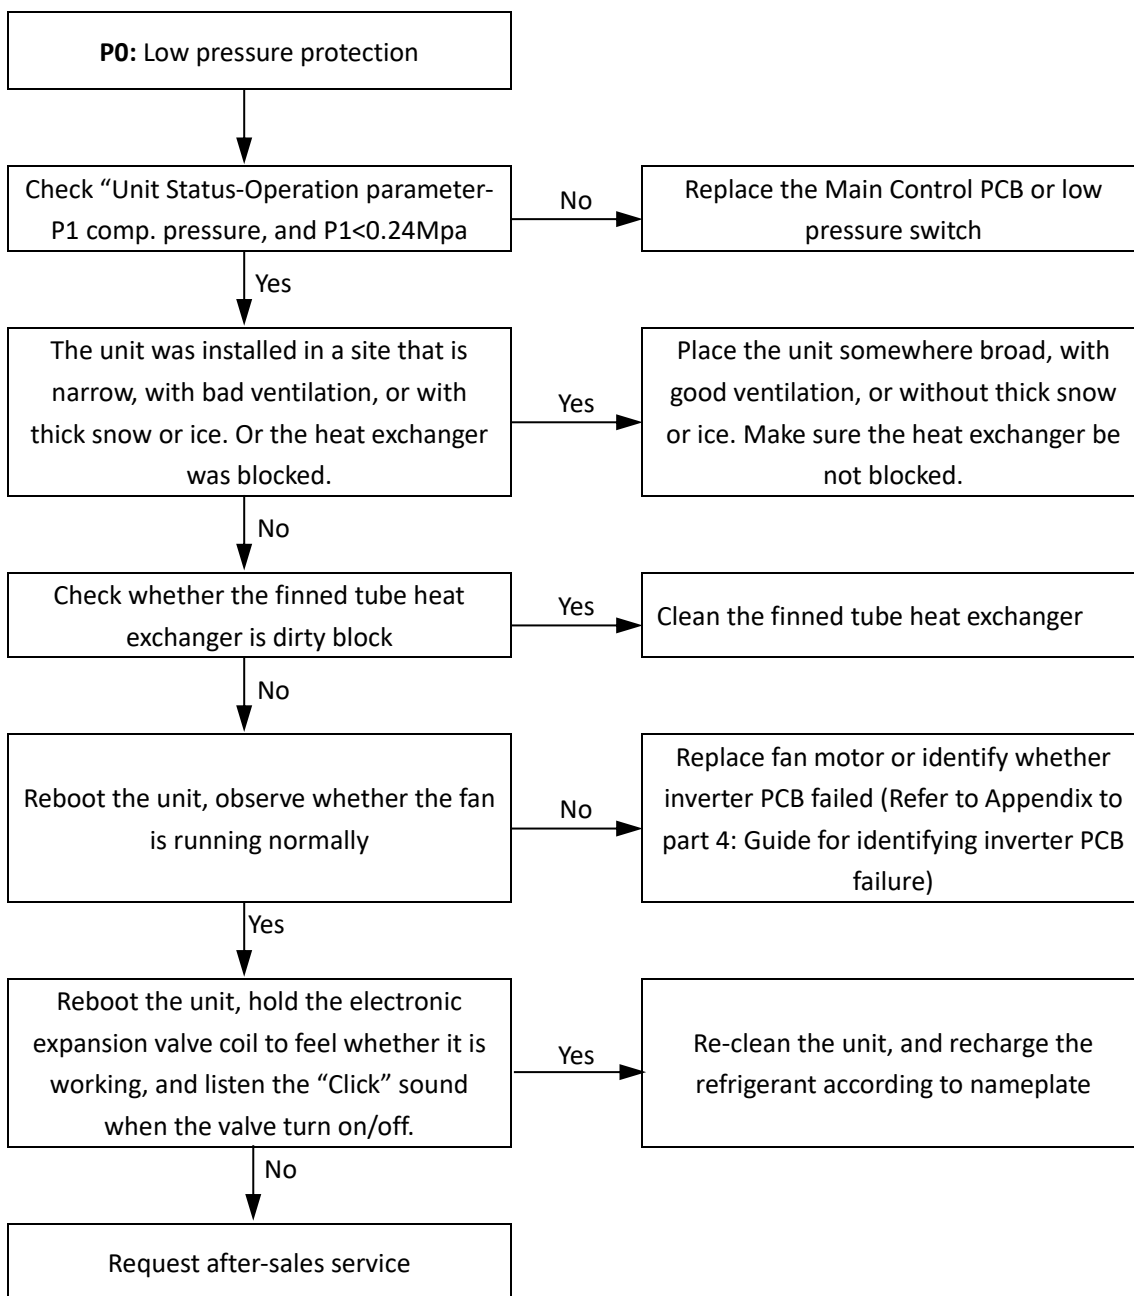 P0: Low pressure protection
Check “Unit Status-Operation parameter-
P1 comp. pressure, and P1<0.24Mpa
No
Replace the Main Control PCB or low
pressure switch
Yes
The unit was installed in a site that is
narrow, with bad ventilation, or with
thick snow or ice. Or the heat exchanger
was blocked.
Yes
Place the unit somewhere broad, with
good ventilation, or without thick snow
or ice. Make sure the heat exchanger be
not blocked.
No
Check whether the finned tube heat
exchanger is dirty block
Yes
Clean the finned tube heat exchanger
No
Reboot the unit, observe whether the fan
is running normally
No
Replace fan motor or identify whether
inverter PCB failed (Refer to Appendix to
part 4: Guide for identifying inverter PCB
failure)
Yes
Reboot the unit, hold the electronic
expansion valve coil to feel whether it is
working, and listen the “Click” sound
when the valve turn on/off.
Yes
Re-clean the unit, and recharge the
refrigerant according to nameplate
No
Request after-sales service